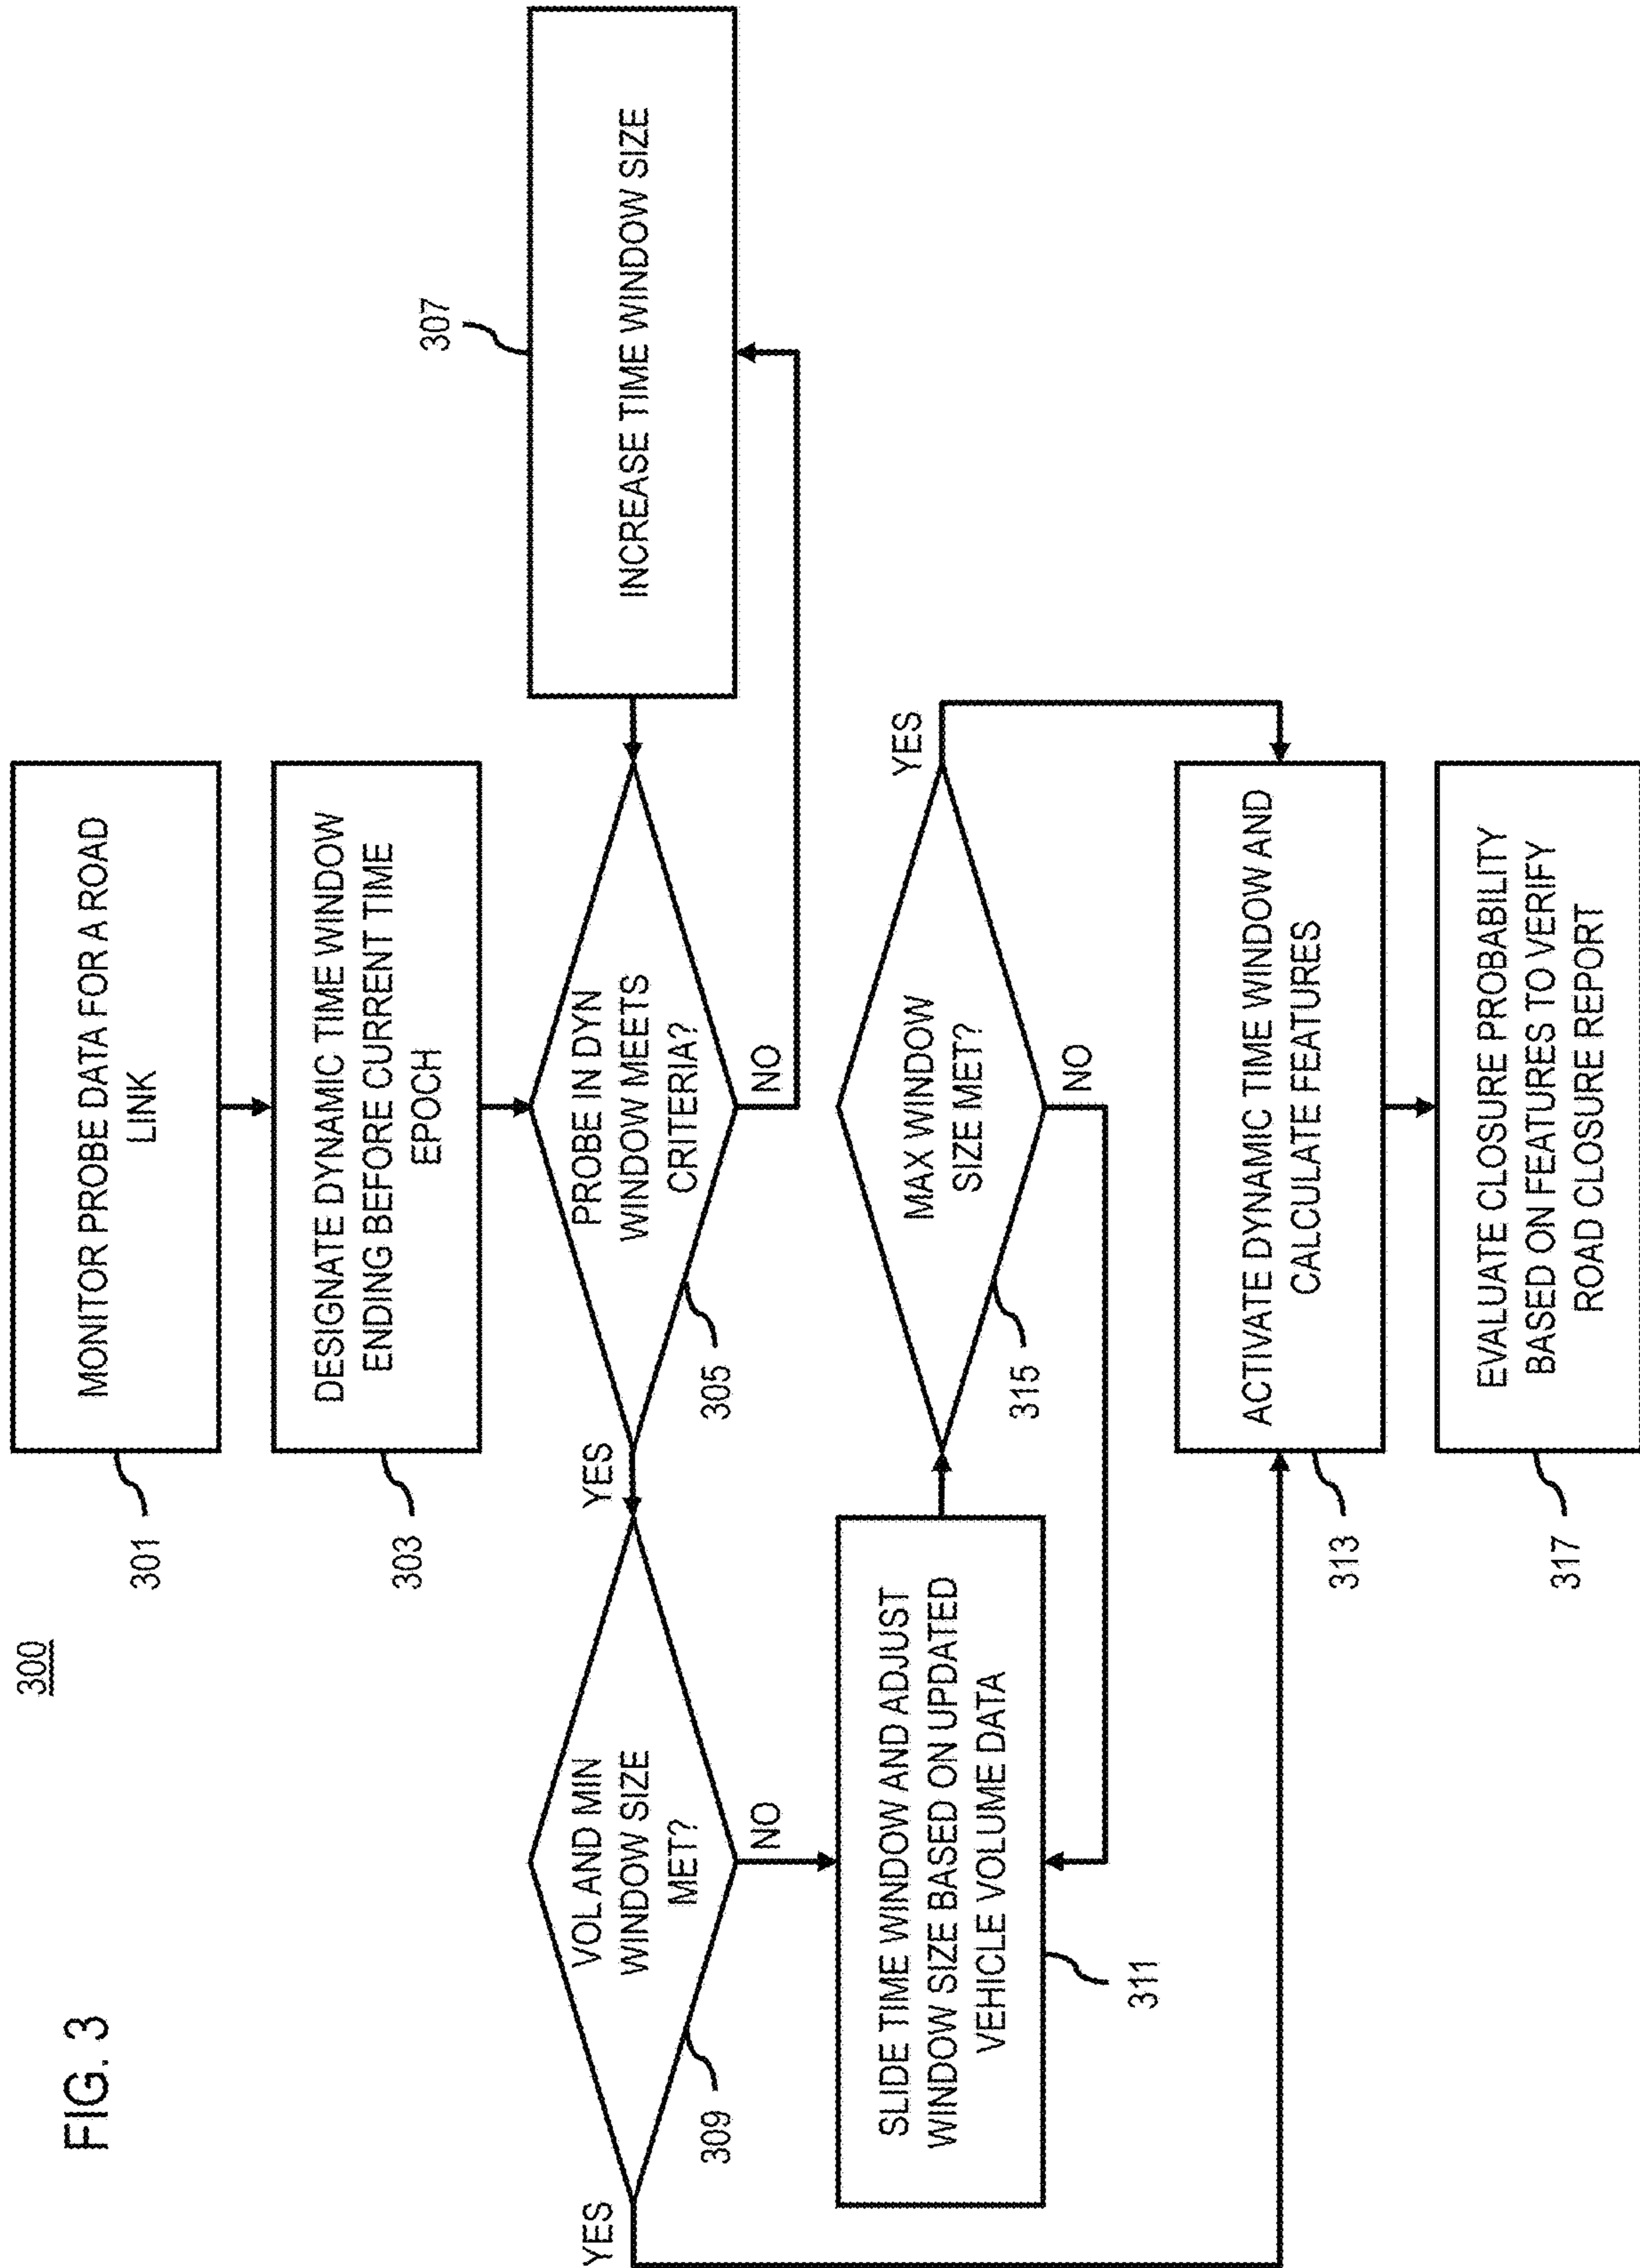 FIG. 3
300
MONITOR PROBE DATA FOR A ROAD
LINK
301
DESIGNATE DYNAMIC TIME WINDOW
ENDING BEFORE CURRENT TIME
EPOCH
303
PROBE IN DYN
WINDOW MEETS
CRITERIA?
305
YES
NO
INCREASE TIME WINDOW SIZE
307
VOL AND MIN
WINDOW SIZE
MET?
309
YES
NO
SLIDE TIME WINDOW AND ADJUST
WINDOW SIZE BASED ON UPDATED
VEHICLE VOLUME DATA
311
MAX WINDOW
SIZE MET?
315
YES
NO
ACTIVATE DYNAMIC TIME WINDOW AND
CALCULATE FEATURES
313
EVALUATE CLOSURE PROBABILITY
BASED ON FEATURES TO VERIFY
ROAD CLOSURE REPORT
317